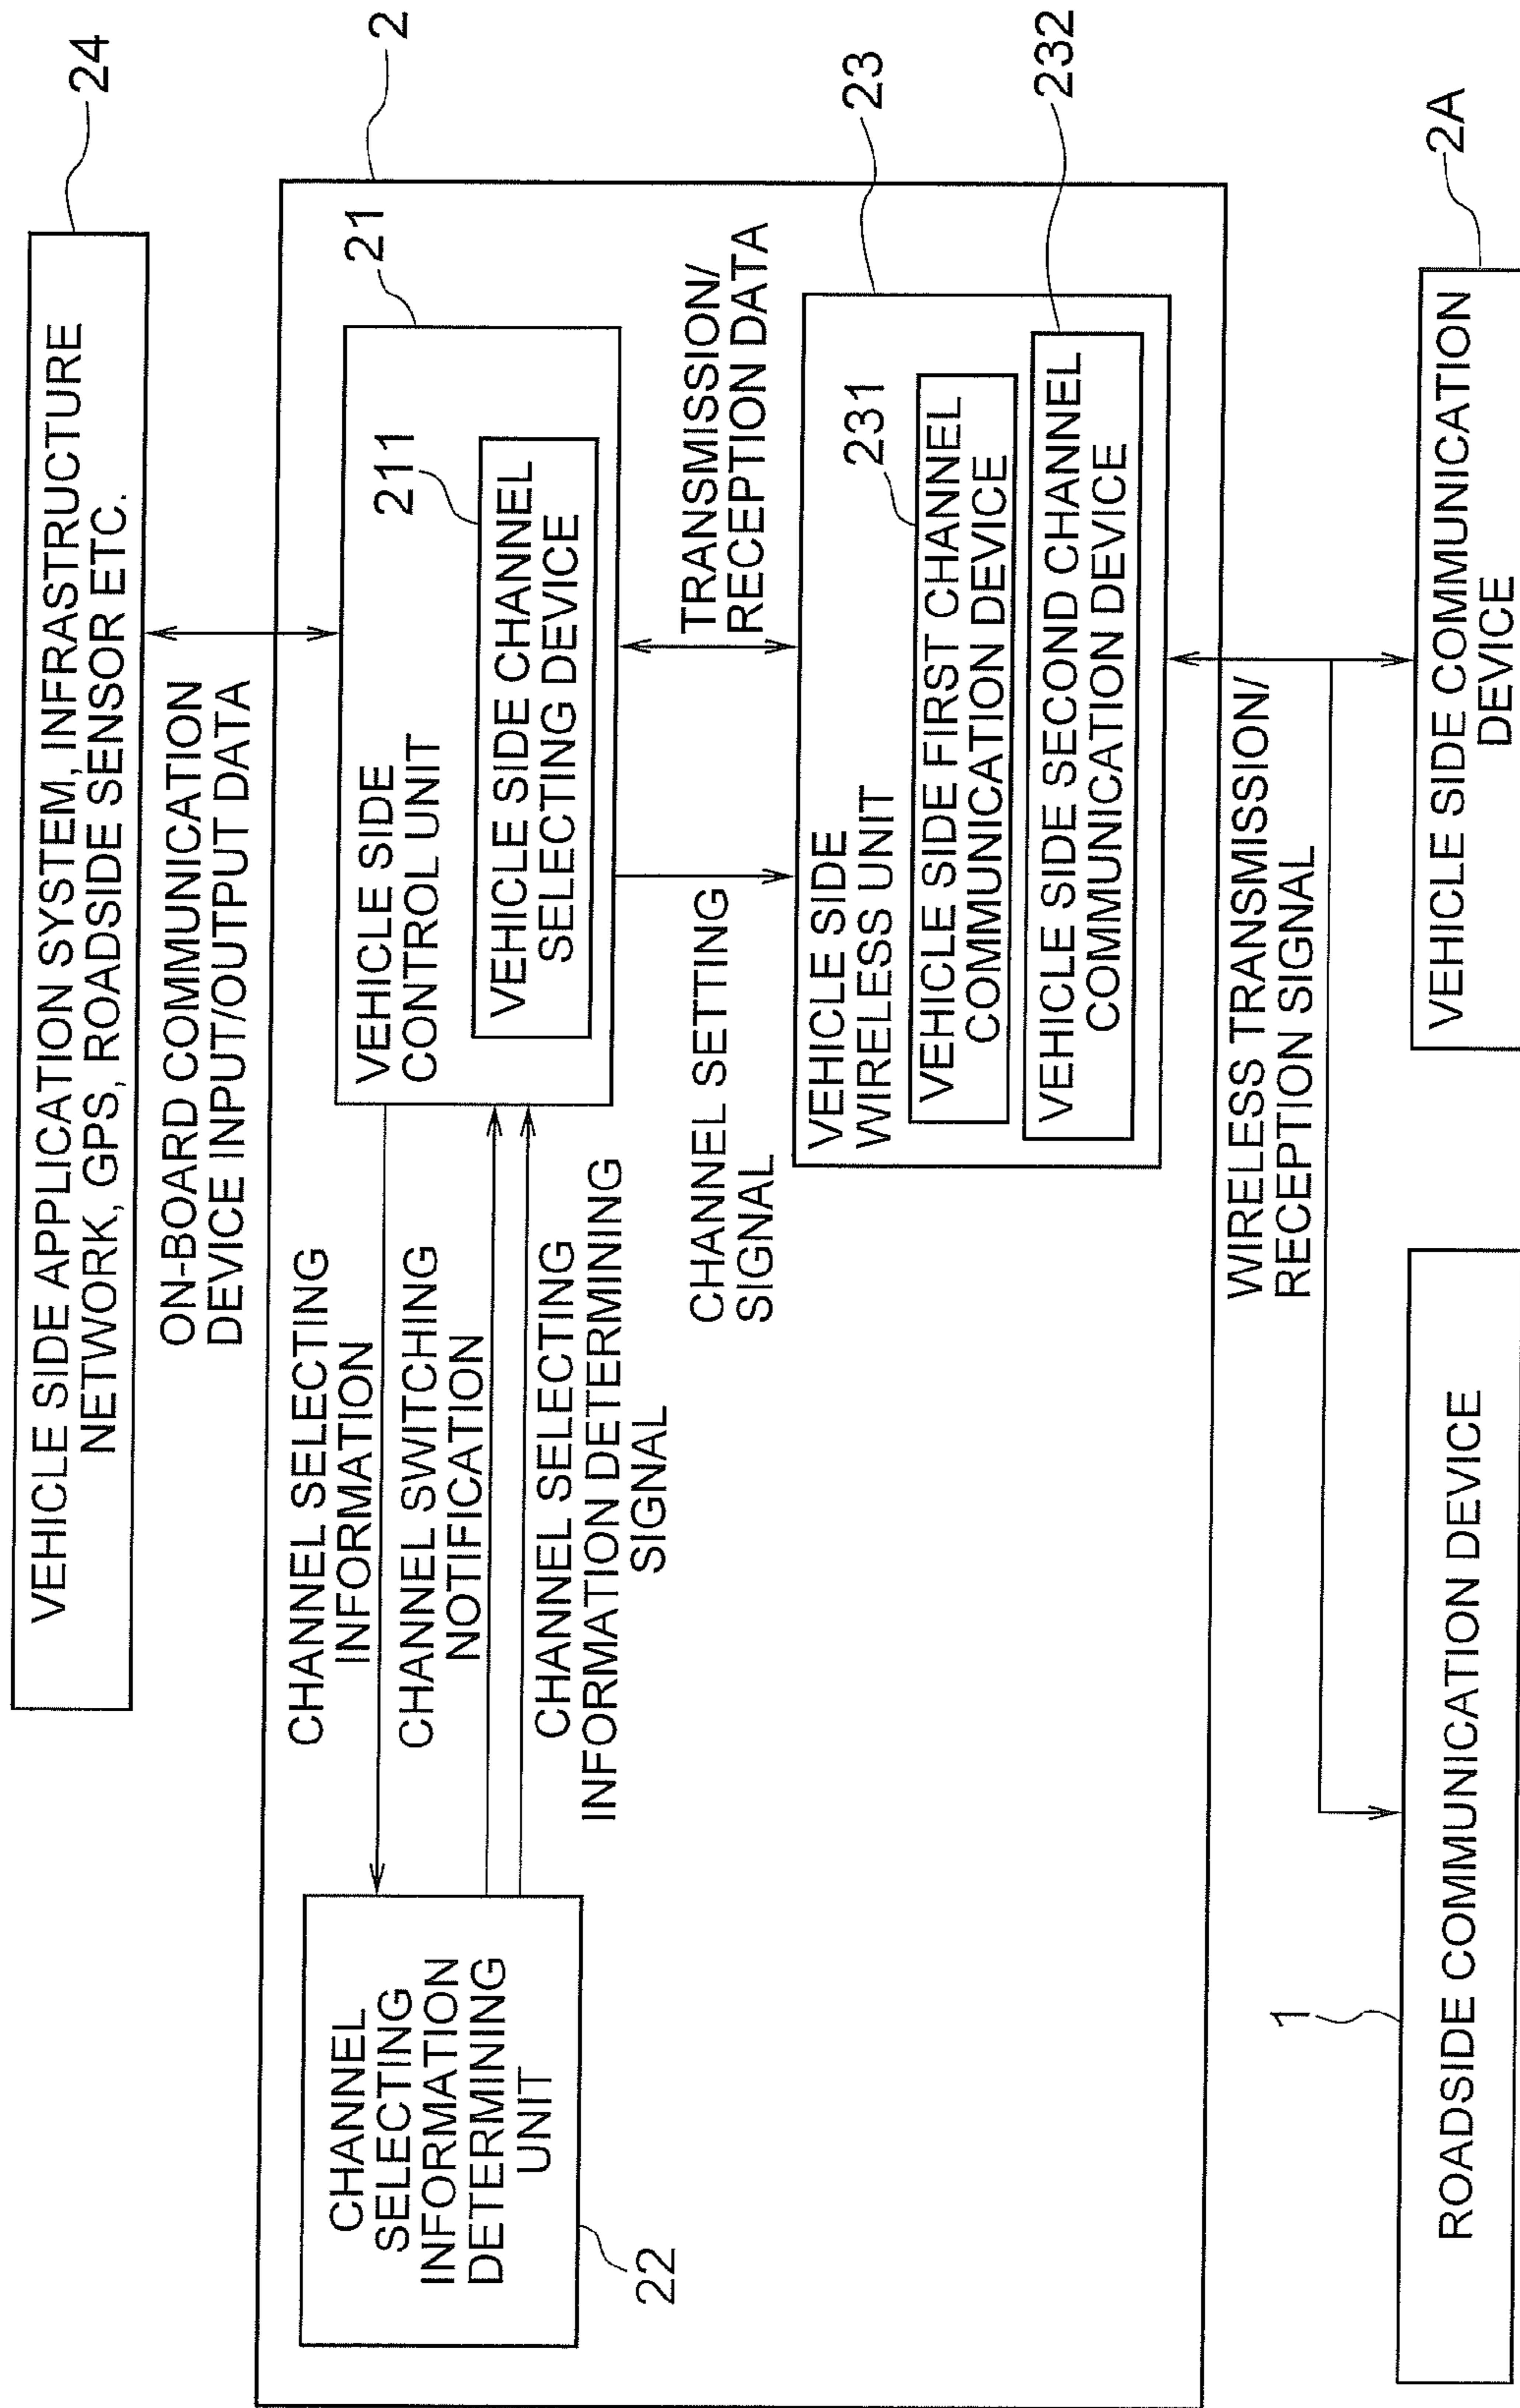 VEHICLE SIDE APPLICATION SYSTEM, INFRASTRUCTURE
NETWORK, GPS, ROADSIDE SENSOR ETC.
24
ON-BOARD COMMUNICATION
DEVICE INPUT/OUTPUT DATA
2
CHANNEL
SELECTING
INFORMATION
DETERMINING
UNIT
22
CHANNEL SELECTING
INFORMATION
CHANNEL SWITCHING
NOTIFICATION
CHANNEL SELECTING
INFORMATION DETERMINING
SIGNAL
VEHICLE SIDE
CONTROL UNIT
21
211
VEHICLE SIDE CHANNEL
SELECTING DEVICE
CHANNEL SETTING
SIGNAL
TRANSMISSION/
RECEPTION DATA
VEHICLE SIDE
WIRELESS UNIT
23
231
VEHICLE SIDE FIRST CHANNEL
COMMUNICATION DEVICE
232
VEHICLE SIDE SECOND CHANNEL
COMMUNICATION DEVICE
WIRELESS TRANSMISSION/
RECEPTION SIGNAL
1
ROADSIDE COMMUNICATION DEVICE
2A
VEHICLE SIDE COMMUNICATION
DEVICE